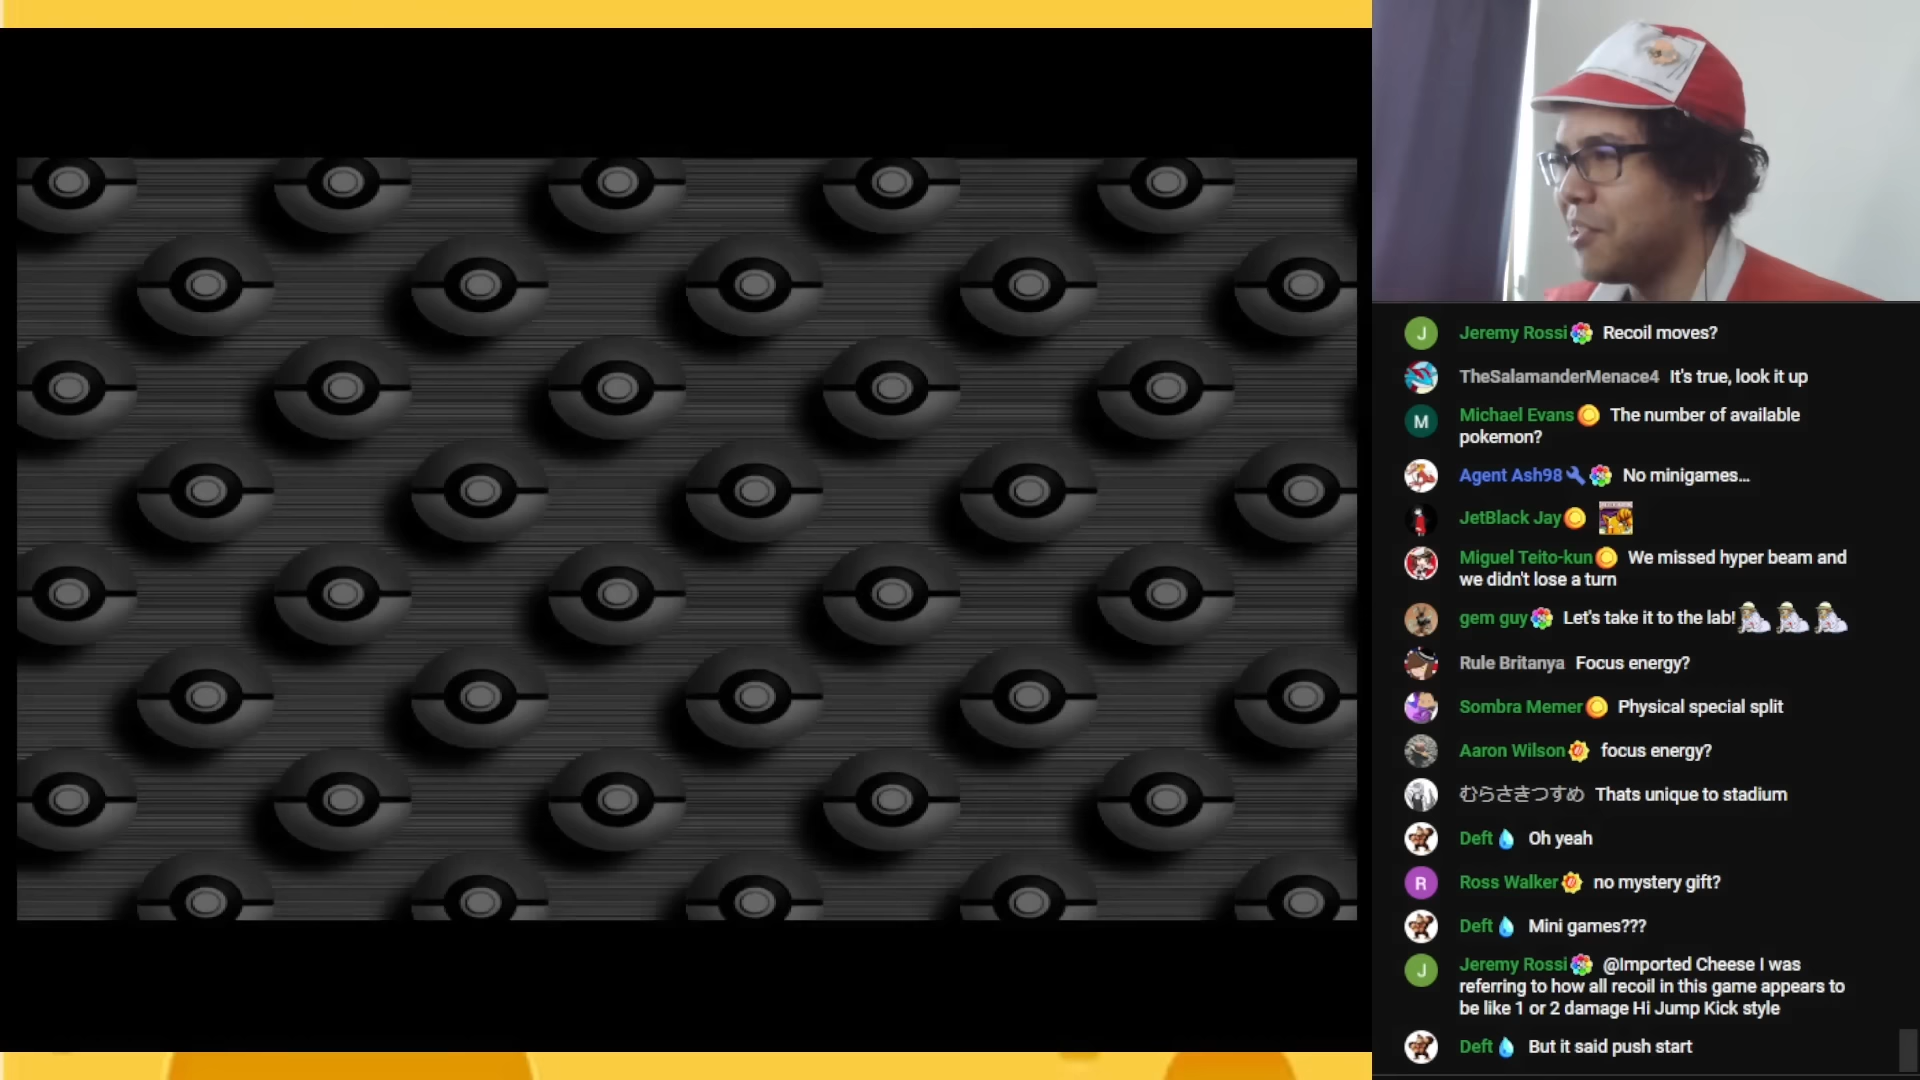 J Jeremy Rossi Recoil moves?
TheSalamanderMenace4 It's true, look it up
M Michael Evans The number of available
pokemon?
Agent Ash98 No minigames...
JetBlack Jay
Miguel Teito-kun We missed hyper beam and
we didn't lose a turn
gem guy Let's take it to the lab!
Rule Britanya Focus energy?
Sombra Memer Physical special split
Aaron Wilson focus energy?
むらさきつすめ Thats unique to stadium
Deft Oh yeah
R Ross Walker no mystery gift?
Deft Mini games???
J Jeremy Rossi @Imported Cheese I was
referring to how all recoil in this game appears to
be like 1 or 2 damage Hi Jump Kick style
Deft But it said push start